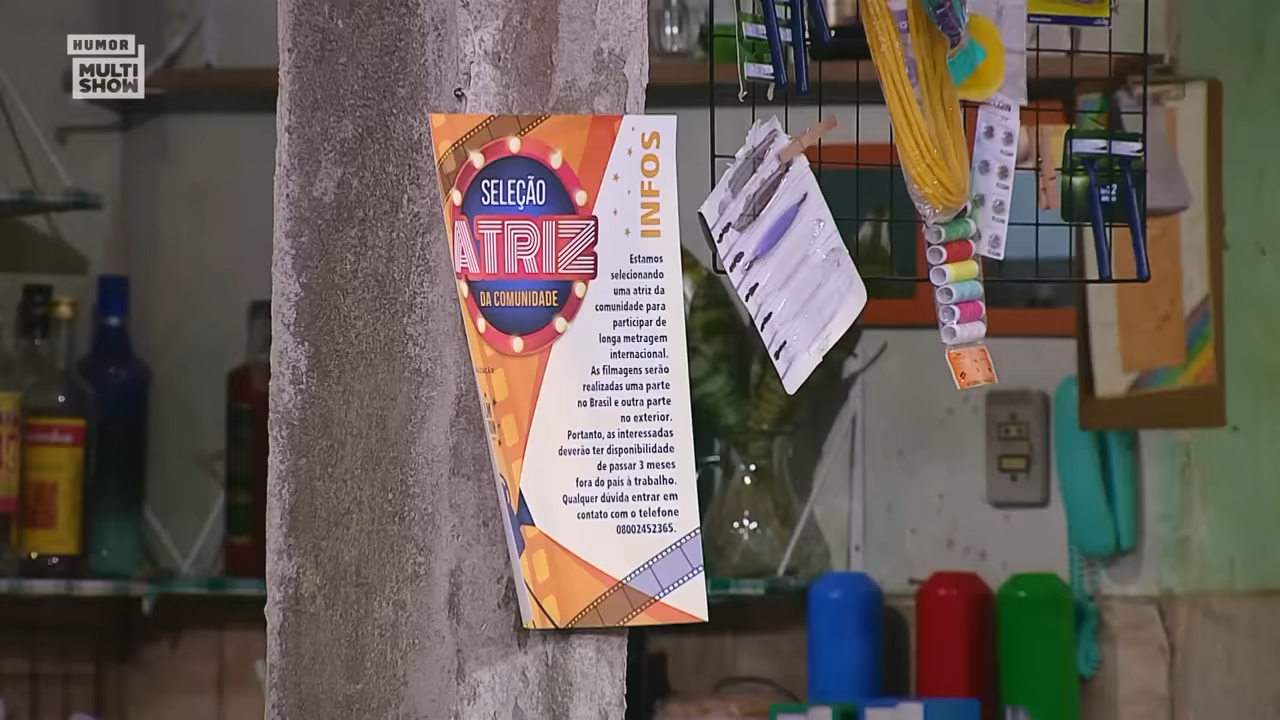 HUMOR
MULTI
SHOW
SELEÇÃO
ATRIZ
DA COMUNIDADE
INFOS
Estamos
selecionando
uma atriz da
comunidade para
participar de
longa metragem
internacional.
As filmagens serão
realizadas uma parte
no Brasil e outra parte
no exterior.
Portanto, as interessadas
deverão ter disponibilidade
de passar 3 meses
fora do pais à trabalho.
Qualquer dúvida entrar em
contato com o telefone
08002452365.